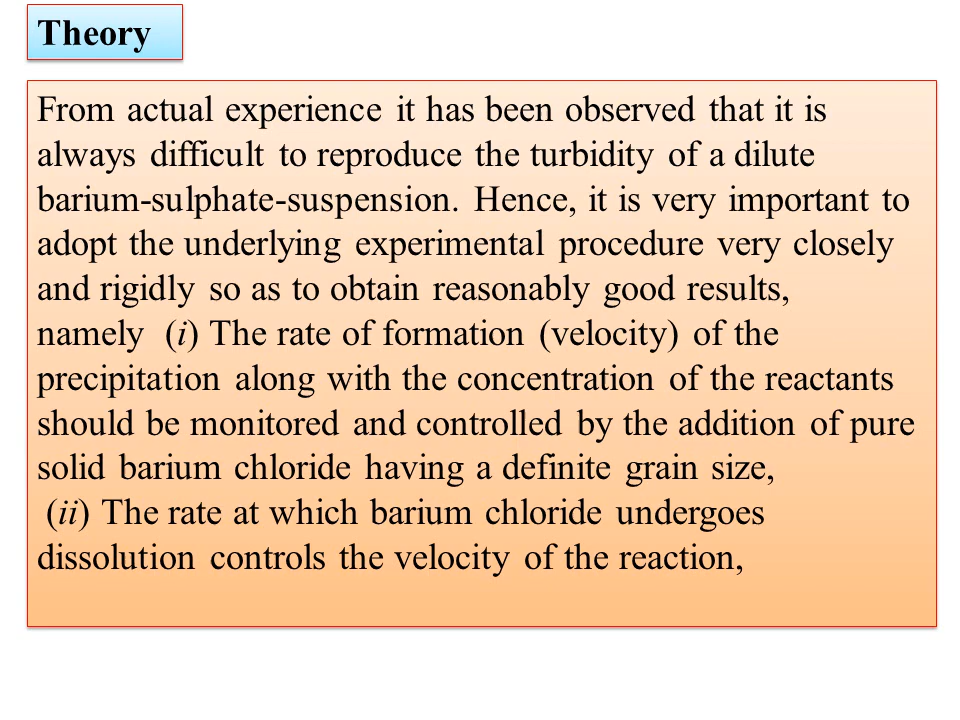 Theory
From actual experience it has been observed that it is
always difficult to reproduce the turbidity of a dilute
barium-sulphate-suspension. Hence, it is very important to
adopt the underlying experimental procedure very closely
and rigidly so as to obtain reasonably good results,
namely (i) The rate of formation (velocity) of the
precipitation along with the concentration of the reactants
should be monitored and controlled by the addition of pure
solid barium chloride having a definite grain size,
(ii) The rate at which barium chloride undergoes
dissolution controls the velocity of the reaction,